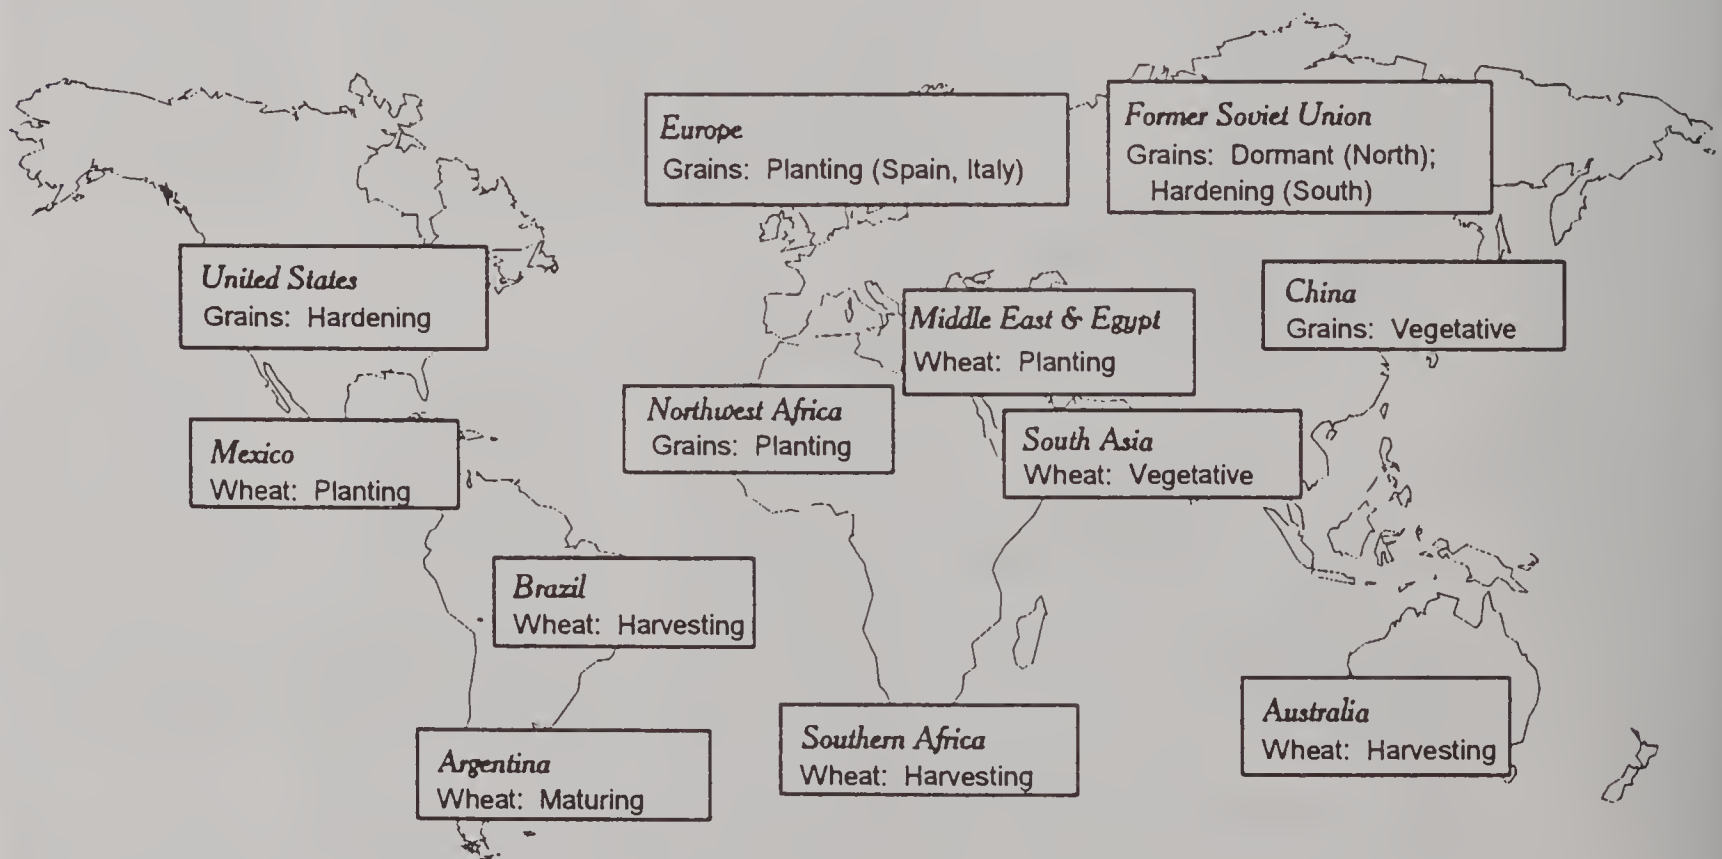 Europe
Grains: Planting (Spain, Italy)
Former Soviet Union
Grains: Dormant (North);
Hardening (South)
United States
Grains: Hardening
Middle East & Egypt
Wheat: Planting
China
Grains: Vegetative
Mexico
Wheat: Planting
Northwest Africa
Grains: Planting
South Asia
Wheat: Vegetative
Brazil
Wheat: Harvesting
Argentina
Wheat: Maturing
Southern Africa
Wheat: Harvesting
Australia
Wheat: Harvesting